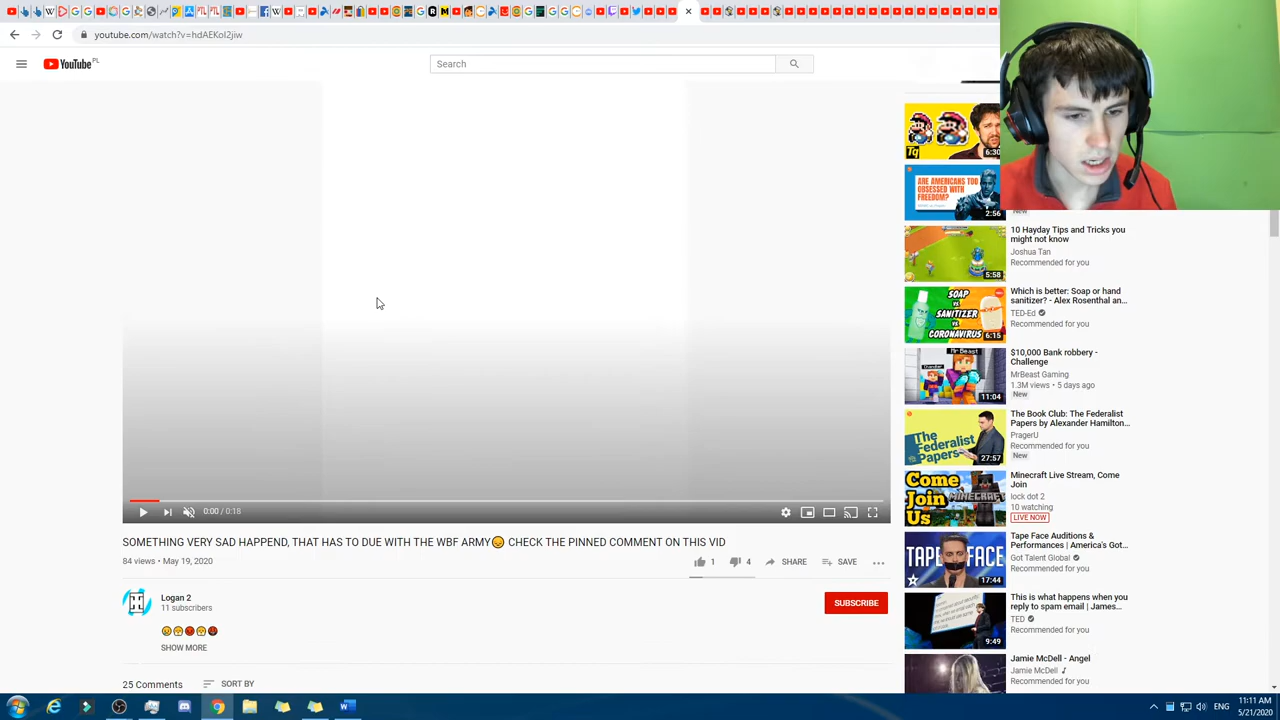 youtube.com/watch?v=hdAEKoI2jiw
YouTube PL
Search
6:30
Tq
ARE AMERICANS TOO
OBSESSED WITH
FREEDOM?
2:56
New
10 Hayday Tips and Tricks you
might not know
Joshua Tan
Recommended for you
5:58
SOAP
vs.
SANITIZER
vs.
CORONAVIRUS
6:15
Which is better: Soap or hand
sanitizer? - Alex Rosenthal an...
TED-Ed
Recommended for you
Mr Beast
Chandler
11:04
$10,000 Bank robbery -
Challenge
MrBeast Gaming
1.3M views • 5 days ago
New
The
Federalist
Papers
27:57
The Book Club: The Federalist
Papers by Alexander Hamilton...
PragerU
Recommended for you
New
Come
Join
Us
MINECRAFT
Minecraft Live Stream, Come
Join
lock dot 2
10 watching
LIVE NOW
TAPE FACE
17:44
Tape Face Auditions &
Performances | America's Got...
Got Talent Global
Recommended for you
9:49
This is what happens when you
reply to spam email | James...
TED
Recommended for you
Jamie McDell - Angel
Jamie McDell
Recommended for you
0:00 / 0:18
SOMETHING VERY SAD HAPPEND, THAT HAS TO DUE WITH THE WBF ARMY😞 CHECK THE PINNED COMMENT ON THIS VID
84 views • May 19, 2020
1
4
SHARE
SAVE
Logan 2
11 subscribers
SUBSCRIBE
SHOW MORE
25 Comments
SORT BY
ENG
11:11 AM
5/21/2020